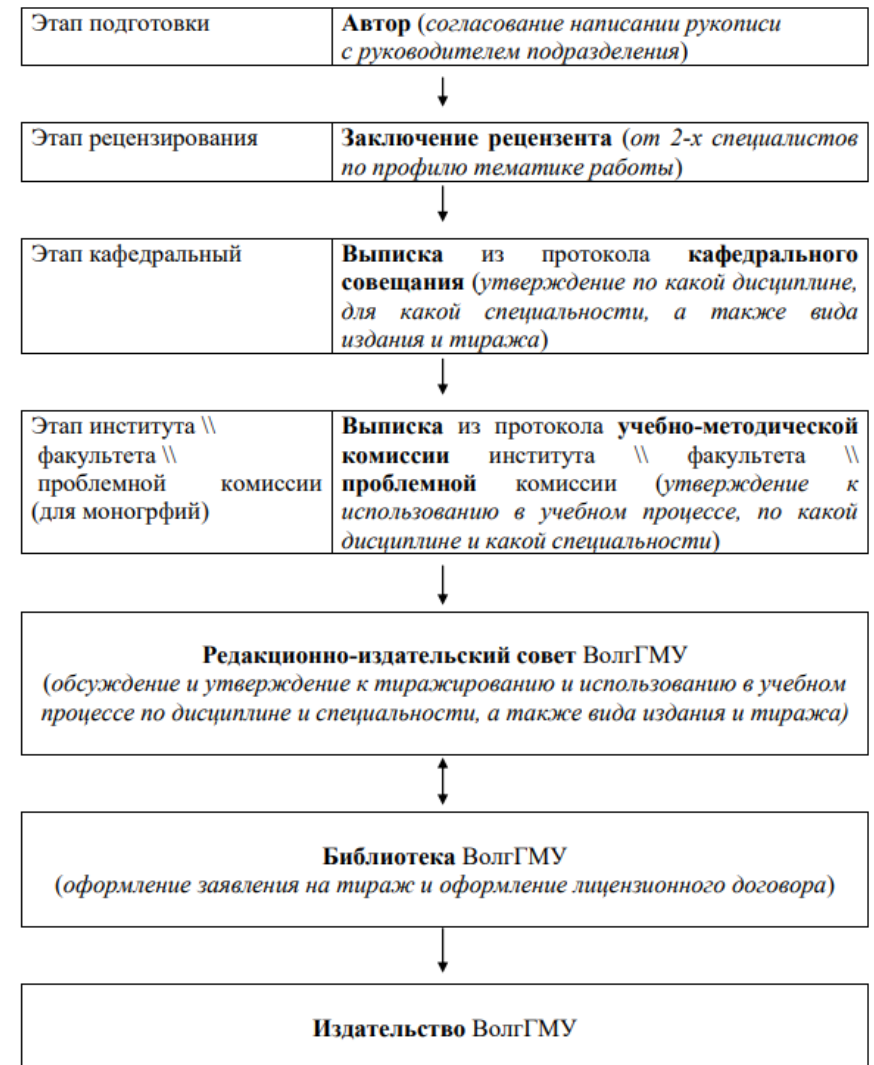 Этап подготовки
Автор (согласование написании рукописи
с руководителем подразделения)
Этап рецензирования
Заключение рецензента (от 2-х специалистов
по профилю тематике работы)
Этап кафедральный
Выписка из протокола кафедрального
совещания (утверждение по какой дисциплине,
для какой специальности, а также вида
издания и тиража)
Этап института \\
факультета \\
проблемной комиссии
(для моногрфий)
Выписка из протокола учебно-методической
комиссии института \\ факультета \\
проблемной комиссии (утверждение к
использованию в учебном процессе, по какой
дисциплине и какой специальности)
Редакционно-издательский совет ВолгГМУ
(обсуждение и утверждение к тиражированию и использованию в учебном
процессе по дисциплине и специальности, а также вида издания и тиража)
Библиотека ВолгГМУ
(оформление заявления на тираж и оформление лицензионного договора)
Издательство ВолгГМУ